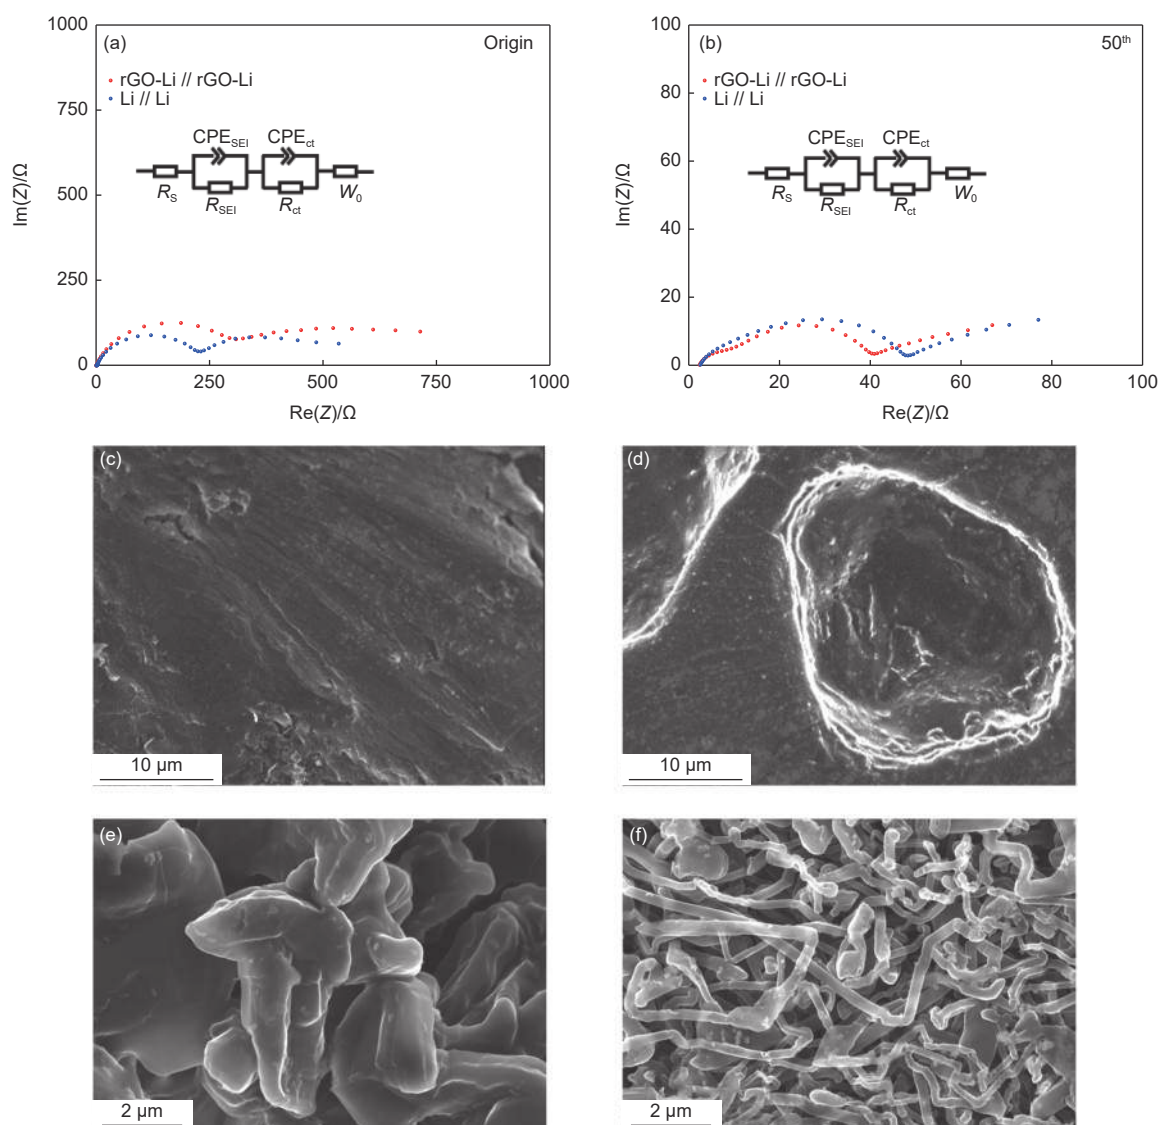 (a) Origin
rGO-Li // rGO-Li
Li // Li
CPE_SEI CPE_ct
R_S R_SEI R_ct W_0
Im(Z)/Ω
1000
750
500
250
0
0 250 500 750 1000
Re(Z)/Ω
(b) 50th
rGO-Li // rGO-Li
Li // Li
CPE_SEI CPE_ct
R_S R_SEI R_ct W_0
Im(Z)/Ω
100
80
60
40
20
0
0 20 40 60 80 100
Re(Z)/Ω
(c)
10 μm
(d)
10 μm
(e)
2 μm
(f)
2 μm